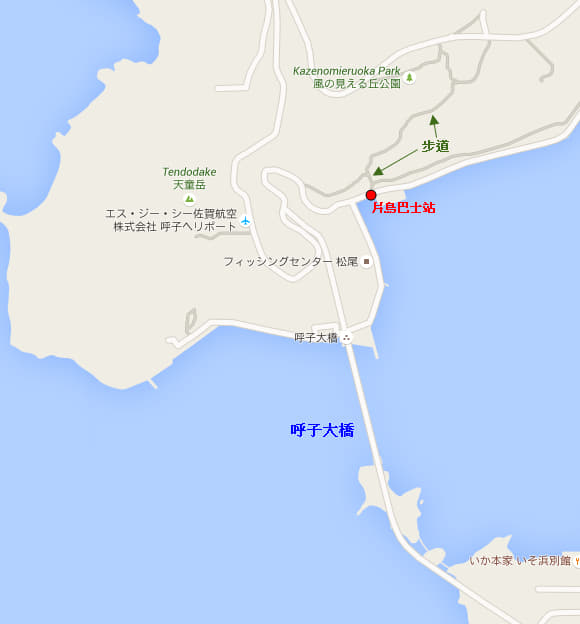 Kazenomieruoka Park
風の見える丘公園
步道
Tendodake
天童岳
片島巴士站
エス・ジー・シー佐賀航空
株式会社 呼子ヘリポート
フィッシングセンター 松尾
呼子大橋
呼子大橋
いか本家 いそ浜別館